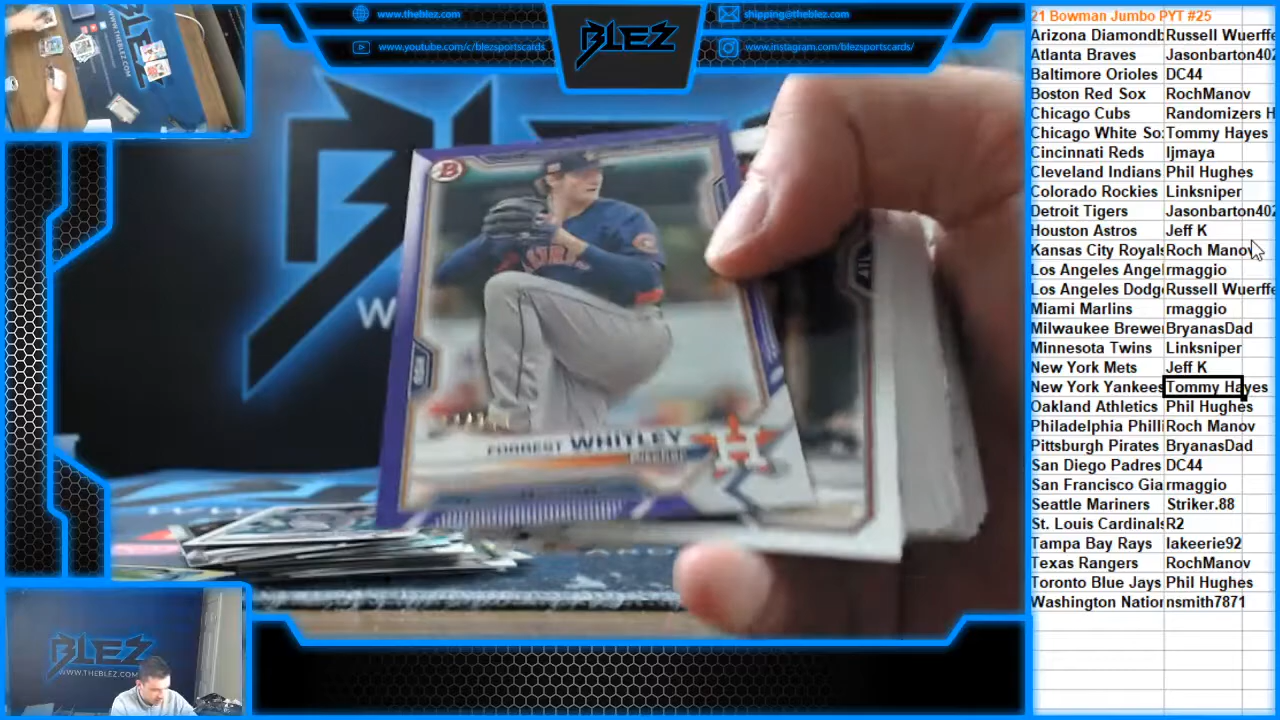 www.theblez.com
shipping@theblez.com
www.youtube.com/c/blezsportscards
www.instagram.com/blezsportscards/
BLEZ
B
FORREST WHITLEY
H
ATL
W
BLEZ
WWW.THEBLEZ.COM
21 Bowman Jumbo PYT #25
Arizona Diamondb Russell Wuerffe
Atlanta Braves Jasonbarton402
Baltimore Orioles DC44
Boston Red Sox RochManov
Chicago Cubs Randomizers H
Chicago White So Tommy Hayes
Cincinnati Reds ljmaya
Cleveland Indians Phil Hughes
Colorado Rockies Linksniper
Detroit Tigers Jasonbarton402
Houston Astros Jeff K
Kansas City Royals Roch Manov
Los Angeles Angel rmaggio
Los Angeles Dodg Russell Wuerffe
Miami Marlins rmaggio
Milwaukee Brewe BryanasDad
Minnesota Twins Linksniper
New York Mets Jeff K
New York Yankees Tommy Hayes
Oakland Athletics Phil Hughes
Philadelphia Philli Roch Manov
Pittsburgh Pirates BryanasDad
San Diego Padres DC44
San Francisco Gia rmaggio
Seattle Mariners Striker.88
St. Louis Cardinals R2
Tampa Bay Rays lakeerie92
Texas Rangers RochManov
Toronto Blue Jays Phil Hughes
Washington Nation nsmith7871